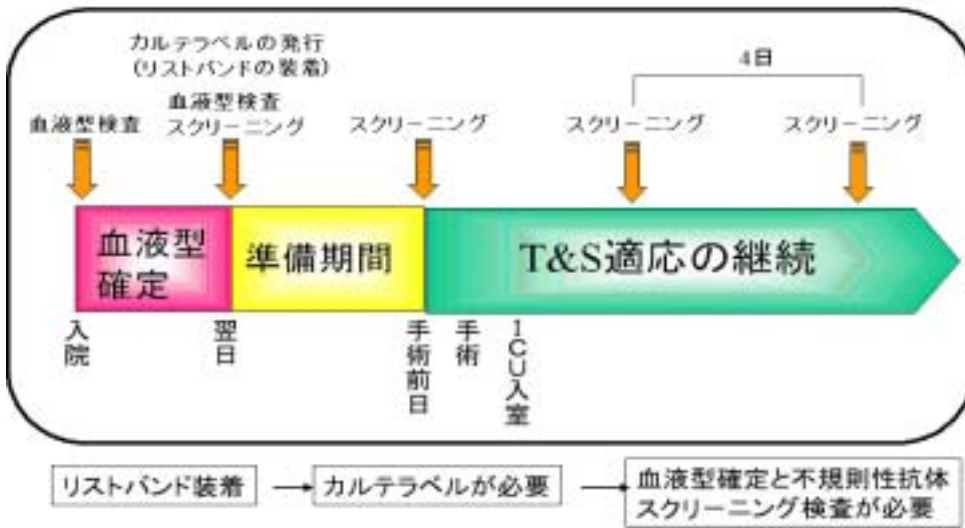 カルテラベルの発行
(リストバンドの装着)
4日
血液型検査
血液型検査
スクリーニング
スクリーニング
スクリーニング
スクリーニング
血液型
確定
準備期間
T&S適応の継続
入院
翌日
手術前日
手術
ICU入室
リストバンド装着
カルテラベルが必要
血液型確定と不規則性抗体
スクリーニング検査が必要